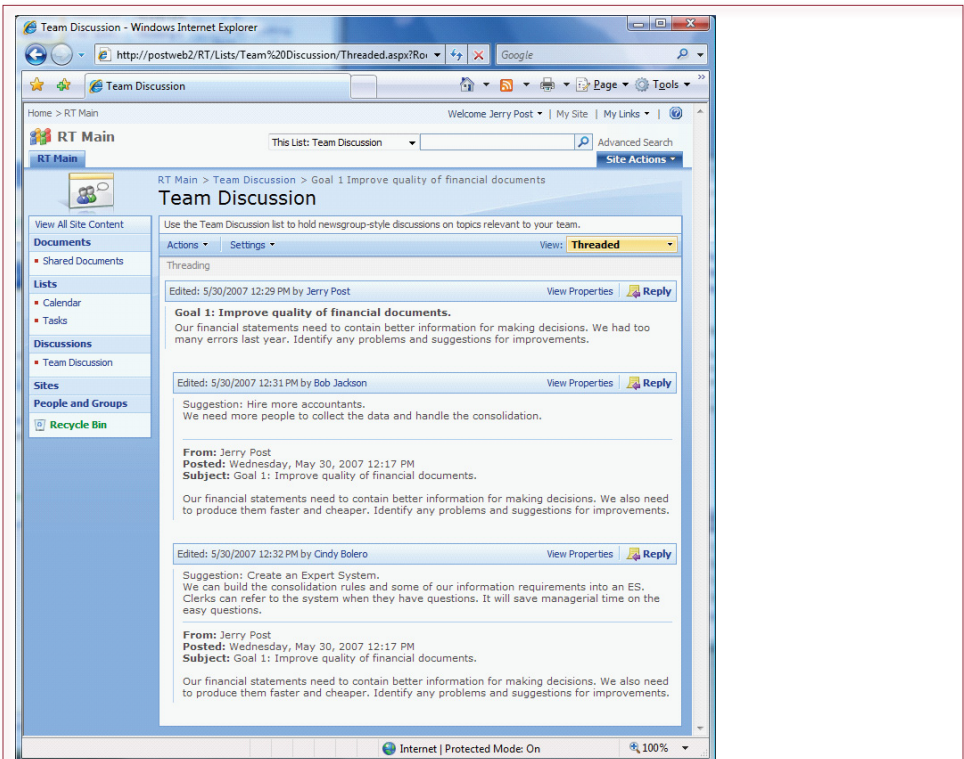 Team Discussion - Windows Internet Explorer
http://postweb2/RT/Lists/Team%20Discussion/Threaded.aspx?Ro
Google
Team Discussion
Page
Tools
Home > RT Main
Welcome Jerry Post | My Site | My Links |
RT Main
This List: Team Discussion
Advanced Search
RT Main
Site Actions
RT Main > Team Discussion > Goal 1 Improve quality of financial documents
Team Discussion
View All Site Content
Documents
Shared Documents
Lists
Calendar
Tasks
Discussions
Team Discussion
Sites
People and Groups
Recycle Bin
Use the Team Discussion list to hold newsgroup-style discussions on topics relevant to your team.
Actions Settings View: Threaded
Threading
Edited: 5/30/2007 12:29 PM by Jerry Post View Properties Reply
Goal 1: Improve quality of financial documents.
Our financial statements need to contain better information for making decisions. We had too
many errors last year. Identify any problems and suggestions for improvements.
Edited: 5/30/2007 12:31 PM by Bob Jackson View Properties Reply
Suggestion: Hire more accountants.
We need more people to collect the data and handle the consolidation.
From: Jerry Post
Posted: Wednesday, May 30, 2007 12:17 PM
Subject: Goal 1: Improve quality of financial documents.
Our financial statements need to contain better information for making decisions. We also need
to produce them faster and cheaper. Identify any problems and suggestions for improvements.
Edited: 5/30/2007 12:32 PM by Cindy Bolero View Properties Reply
Suggestion: Create an Expert System.
We can build the consolidation rules and some of our information requirements into an ES.
Clerks can refer to the system when they have questions. It will save managerial time on the
easy questions.
From: Jerry Post
Posted: Wednesday, May 30, 2007 12:17 PM
Subject: Goal 1: Improve quality of financial documents.
Our financial statements need to contain better information for making decisions. We also need
to produce them faster and cheaper. Identify any problems and suggestions for improvements.
Internet | Protected Mode: On
100%